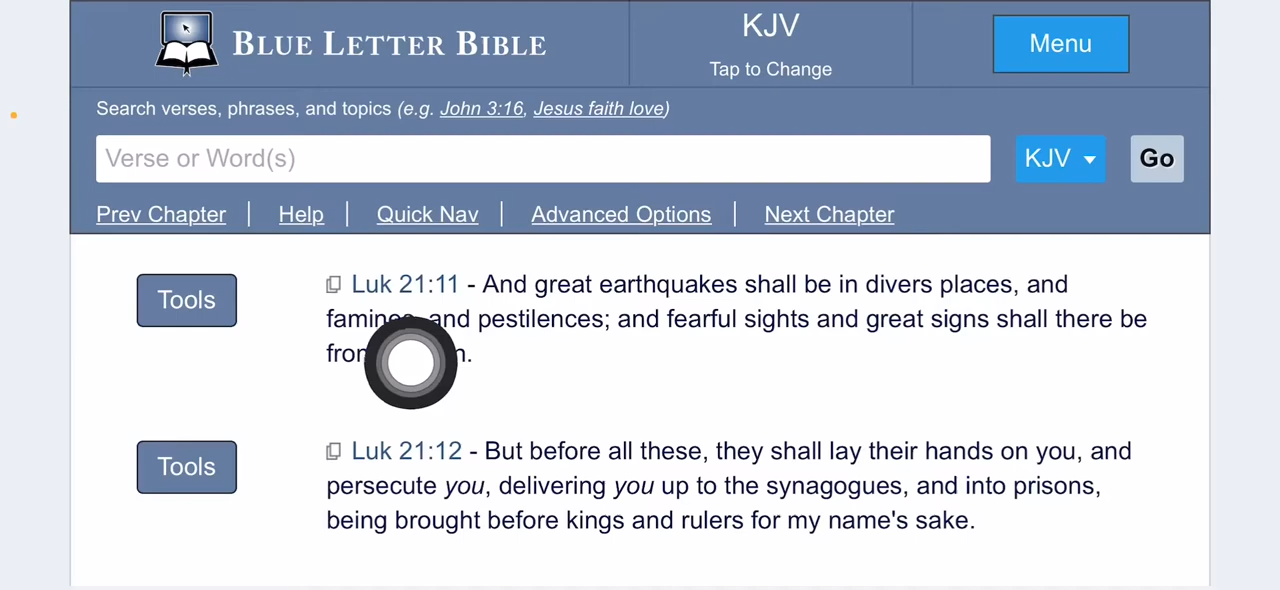 BLUE LETTER BIBLE
KJV
Tap to Change
Menu
Search verses, phrases, and topics (e.g. John 3:16, Jesus faith love)
Verse or Word(s)
KJV
Go
Prev Chapter | Help | Quick Nav | Advanced Options | Next Chapter
Tools
Luk 21:11 - And great earthquakes shall be in divers places, and
famines, and pestilences; and fearful sights and great signs shall there be
Tools
Luk 21:12 - But before all these, they shall lay their hands on you, and
persecute you, delivering you up to the synagogues, and into prisons,
being brought before kings and rulers for my name's sake.